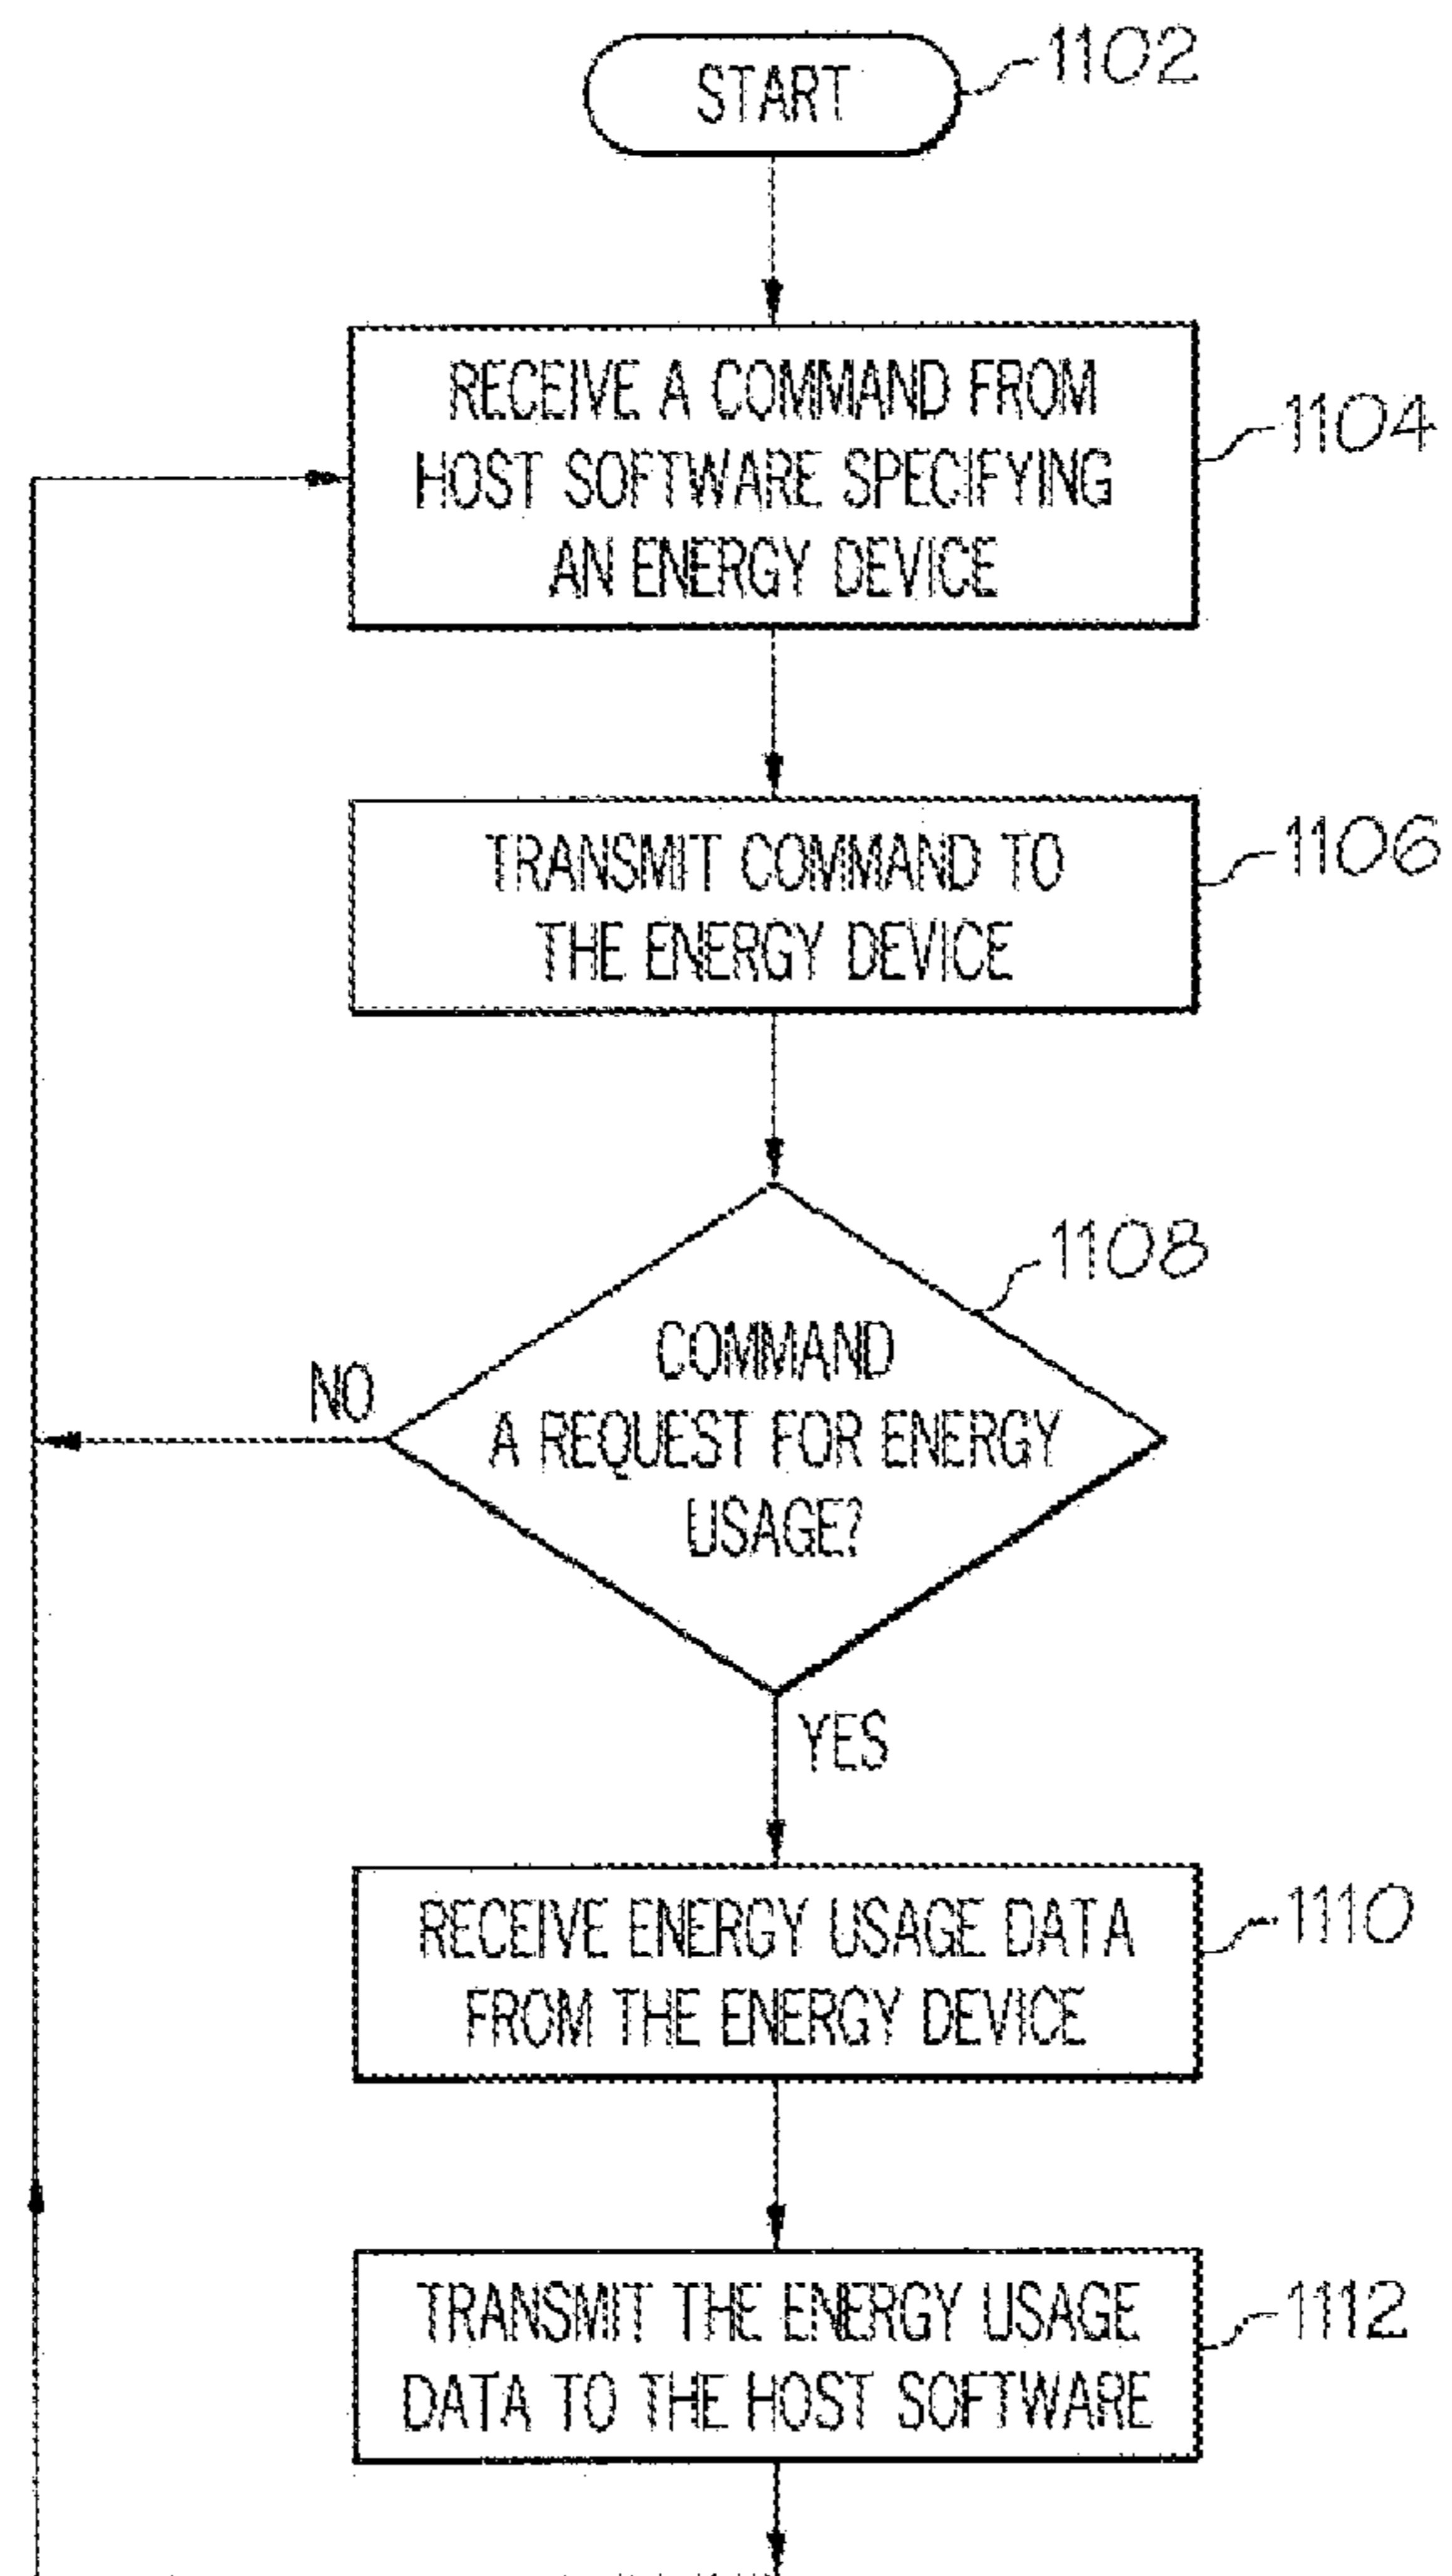 START
1102
RECEIVE A COMMAND FROM
HOST SOFTWARE SPECIFYING
AN ENERGY DEVICE
1104
TRANSMIT COMMAND TO
THE ENERGY DEVICE
1106
COMMAND
A REQUEST FOR ENERGY
USAGE?
1108
NO
YES
RECEIVE ENERGY USAGE DATA
FROM THE ENERGY DEVICE
1110
TRANSMIT THE ENERGY USAGE
DATA TO THE HOST SOFTWARE
1112